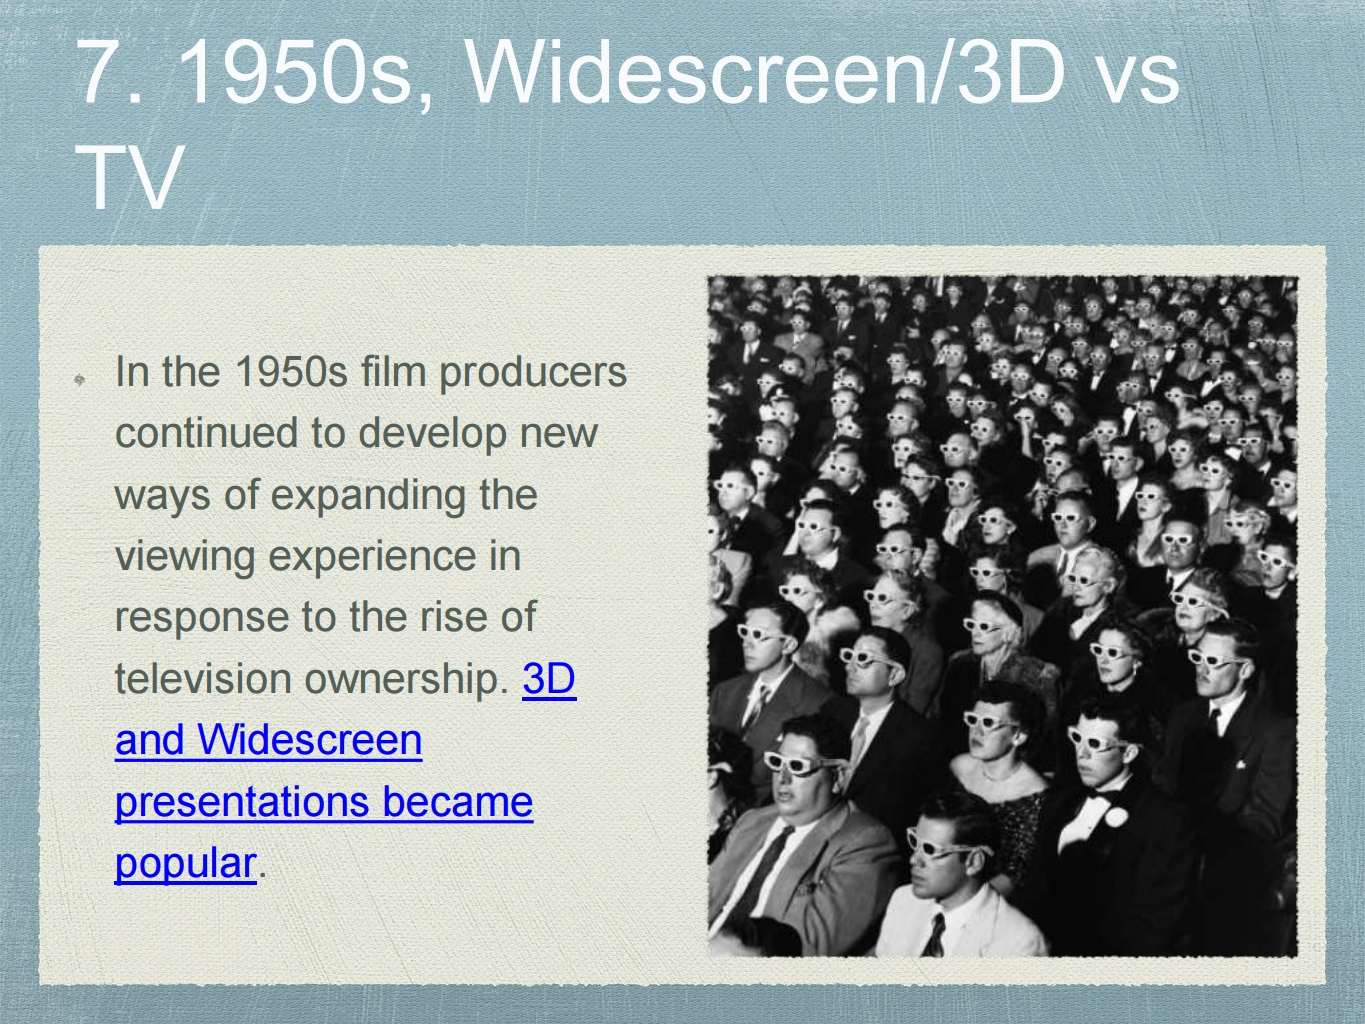 7. 1950s, Widescreen/3D vs
TV
In the 1950s film producers
continued to develop new
ways of expanding the
viewing experience in
response to the rise of
television ownership. 3D
and Widescreen
presentations became
popular.